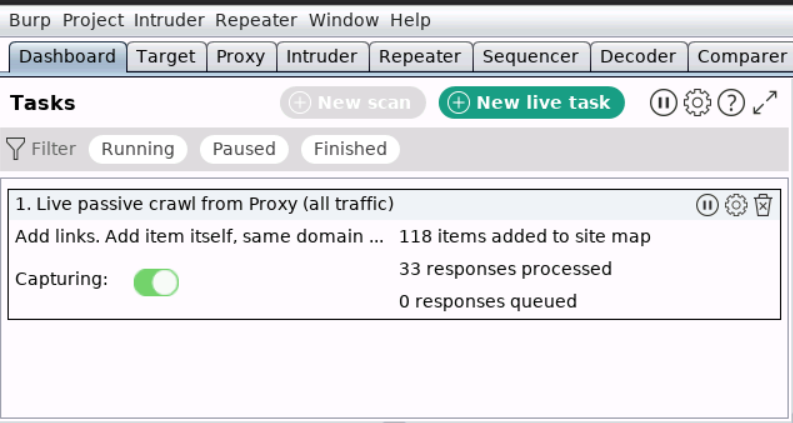 Burp Project Intruder Repeater Window Help
Dashboard Target Proxy Intruder Repeater Sequencer Decoder Comparer
Tasks New scan New live task
Filter Running Paused Finished
1. Live passive crawl from Proxy (all traffic)
Add links. Add item itself, same domain ... 118 items added to site map
Capturing: 33 responses processed
0 responses queued